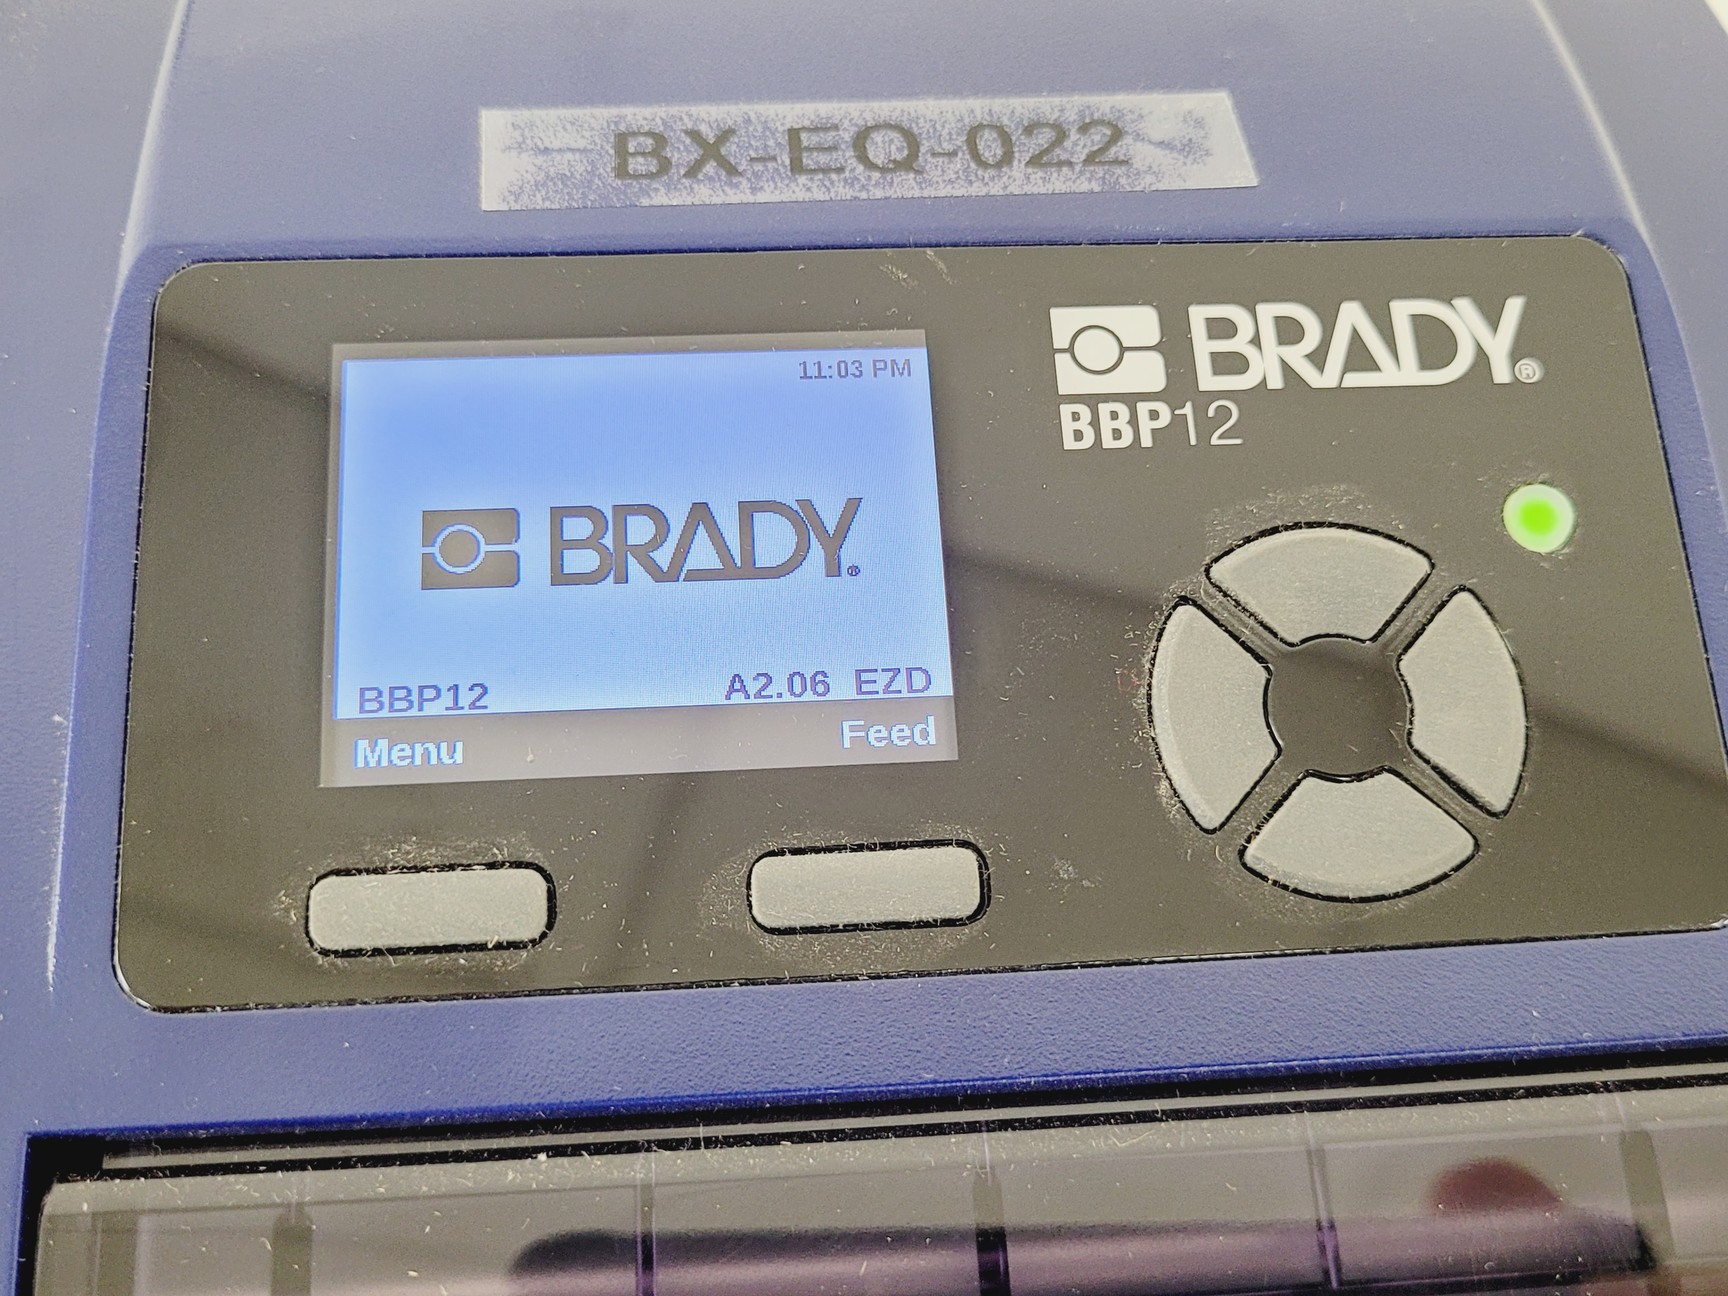 BX-EQ-022
11:03 PM
BRADY®
BBP12 A2.06 EZD
Menu Feed
BRADY®
BBP12